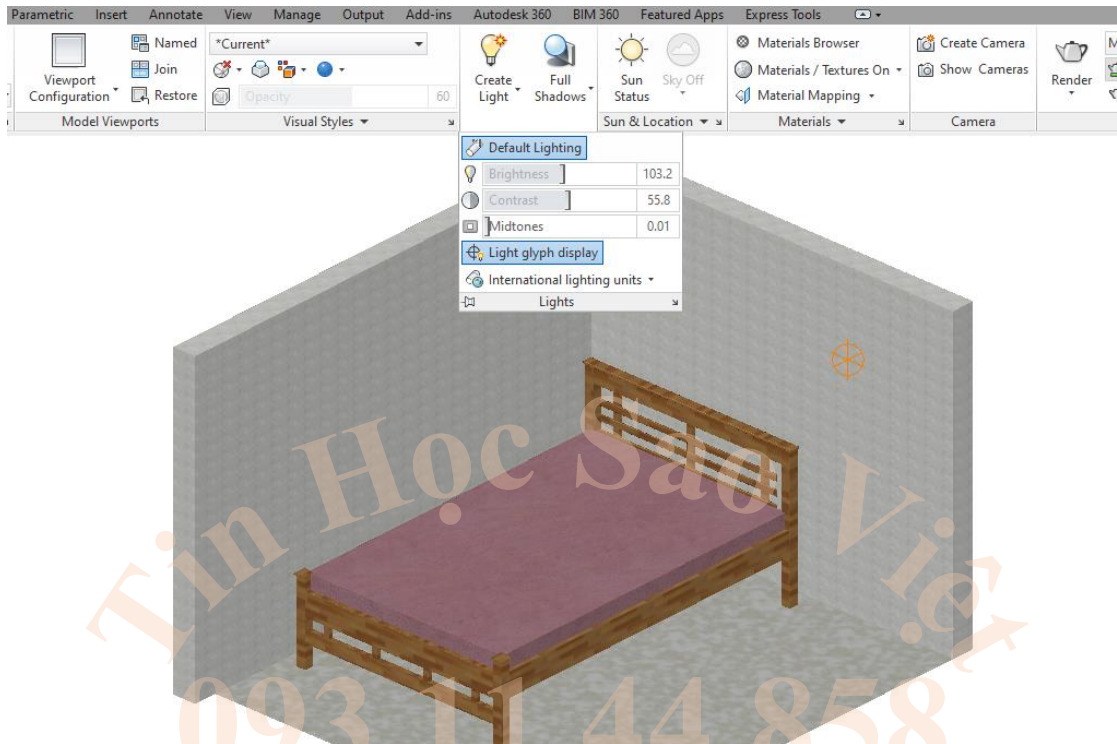 Parametric Insert Annotate View Manage Output Add-ins Autodesk 360 BIM 360 Featured Apps Express Tools
Viewport Configuration
Named
Join
Restore
Model Viewports
*Current*
Opacity 60
Visual Styles
Create Light
Full Shadows
Sun Status
Sky Off
Sun & Location
Materials Browser
Materials / Textures On
Material Mapping
Materials
Create Camera
Show Cameras
Camera
Render
M
Default Lighting
Brightness 103.2
Contrast 55.8
Midtones 0.01
Light glyph display
International lighting units
Lights
Tin Học Sao Việt
093.11.44.858